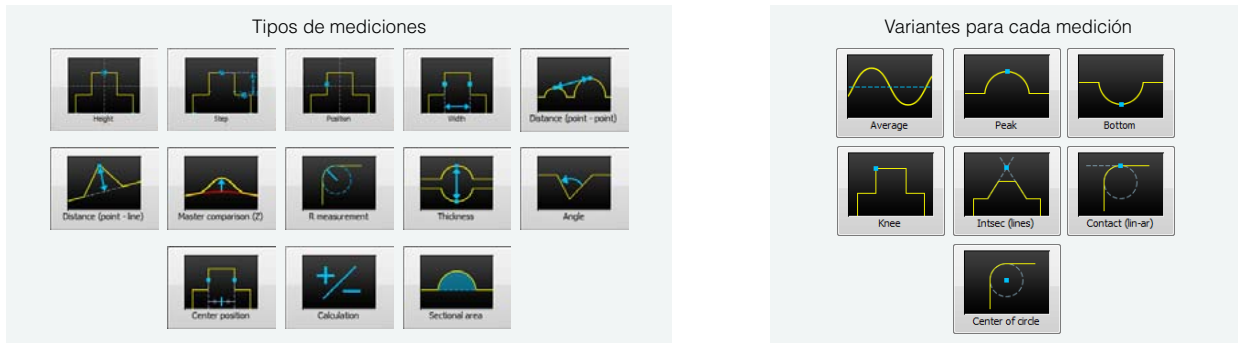 Tipos de mediciones
Height
Step
Position
Width
Distance (point - point)
Distance (point - line)
Master comparison (Z)
R measurement
Thickness
Angle
Center position
Calculation
Sectional area
Variantes para cada medición
Average
Peak
Bottom
Knee
Intsec (lines)
Contact (lin-ar)
Center of circle